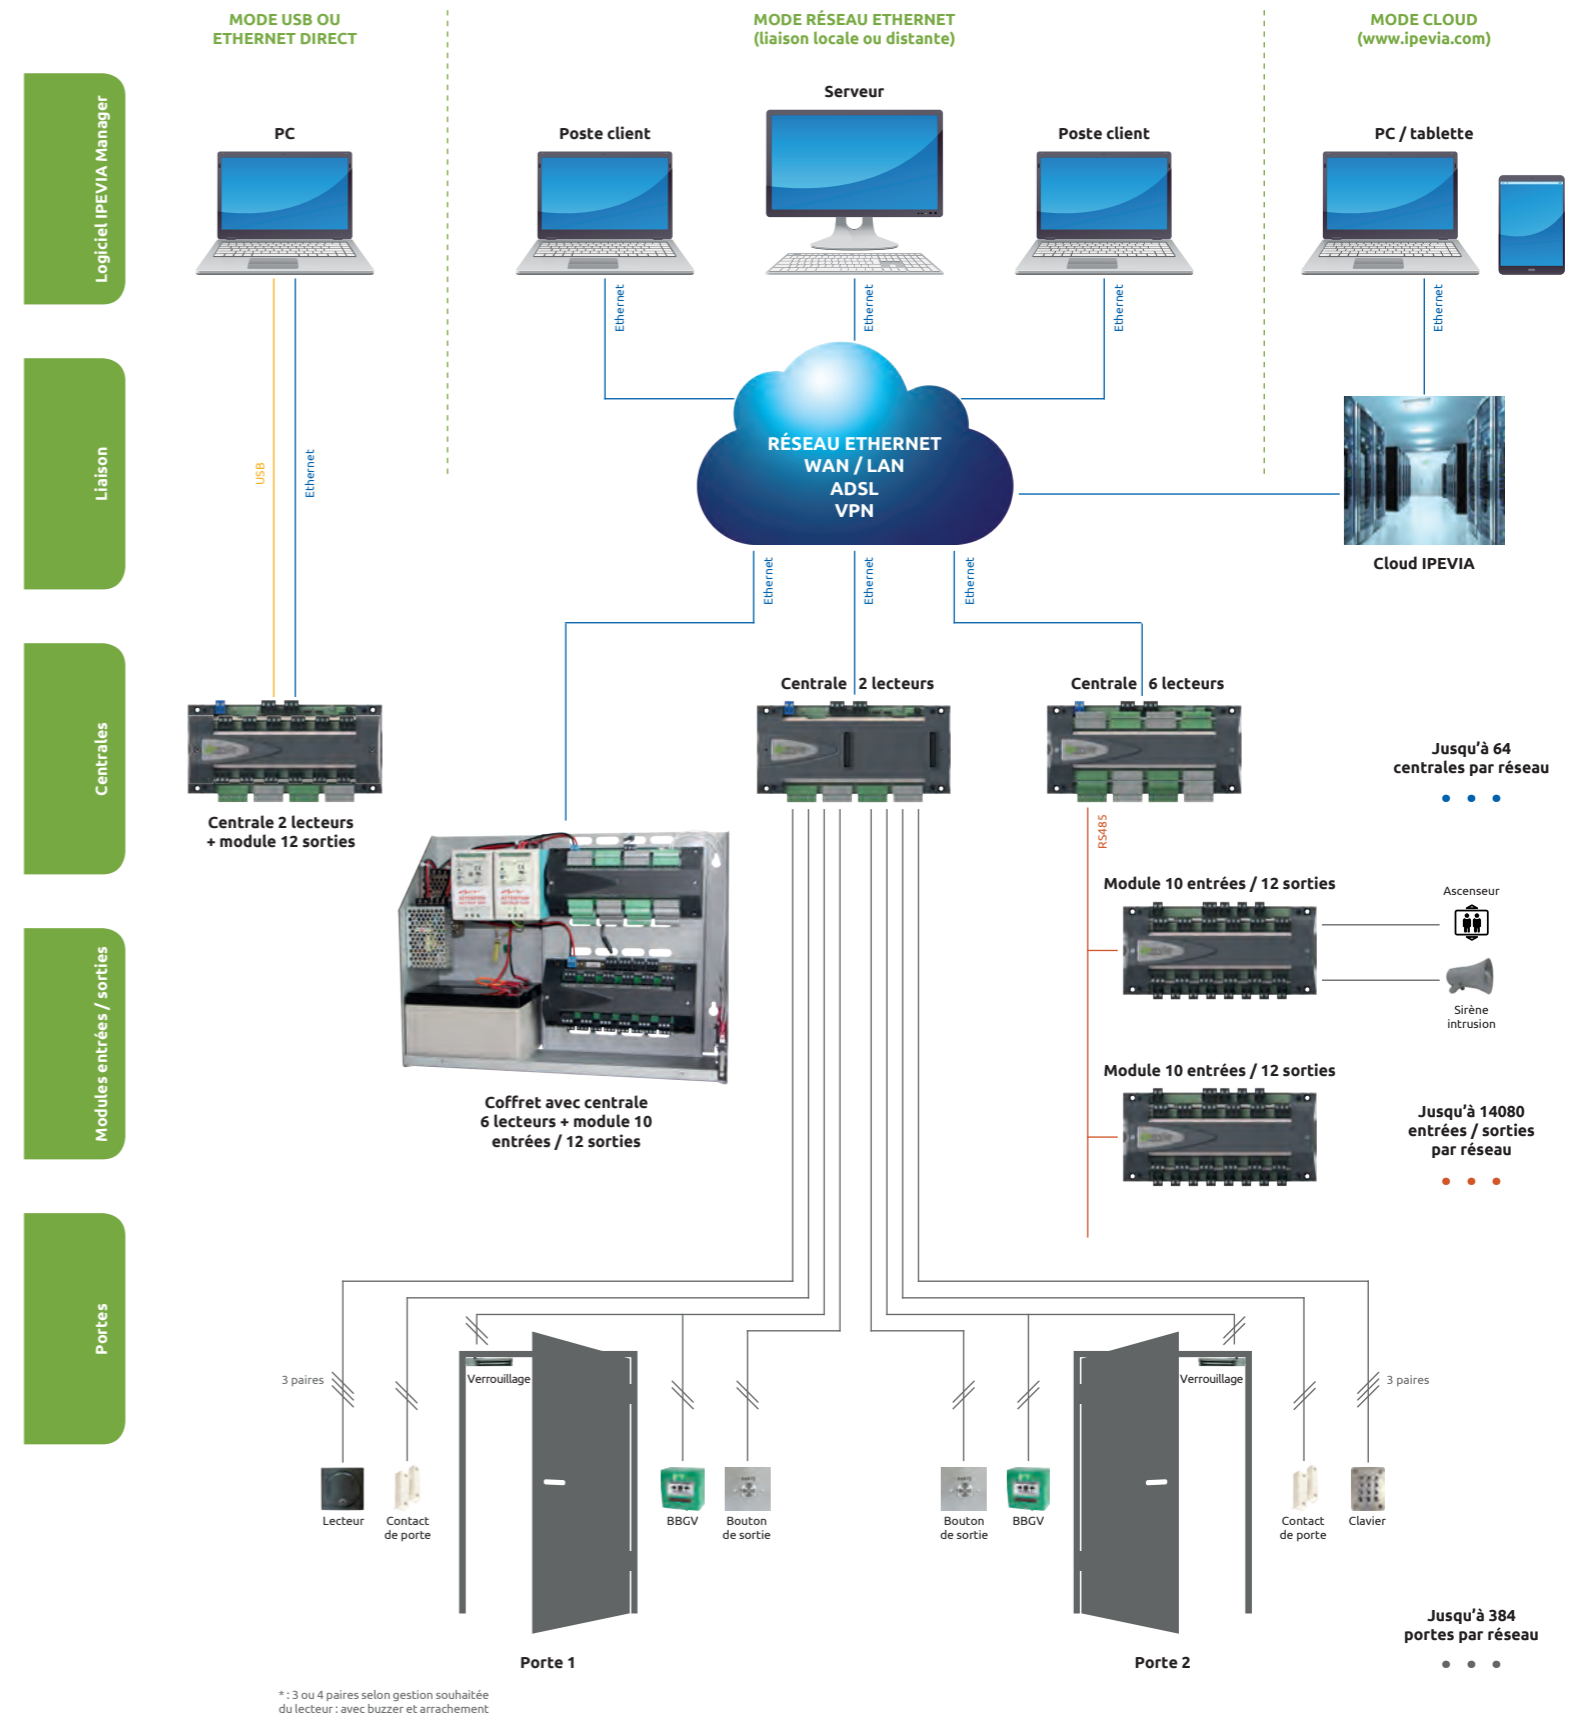 MODE USB OU
ETHERNET DIRECT
MODE RÉSEAU ETHERNET
(liaison locale ou distante)
MODE CLOUD
(www.ipevia.com)
Logiciel IPEVIA Manager
PC
Poste client
Serveur
Poste client
PC / tablette
Ethernet
Ethernet
Ethernet
Ethernet
Liaison
USB
Ethernet
RÉSEAU ETHERNET
WAN / LAN
ADSL
VPN
Cloud IPEVIA
Ethernet
Ethernet
Ethernet
Centrales
Centrale 2 lecteurs
+ module 12 sorties
Centrale 2 lecteurs
Centrale 6 lecteurs
Jusqu'à 64
centrales par réseau
RS485
Modules entrées / sorties
Coffret avec centrale
6 lecteurs + module 10
entrées / 12 sorties
Module 10 entrées / 12 sorties
Ascenseur
Sirène
intrusion
Module 10 entrées / 12 sorties
Jusqu'à 14080
entrées / sorties
par réseau
Portes
3 paires
Verrouillage
Verrouillage
3 paires
Lecteur
Contact
de porte
BBGV
Bouton
de sortie
Bouton
de sortie
BBGV
Contact
de porte
Clavier
Porte 1
Porte 2
Jusqu'à 384
portes par réseau
* : 3 ou 4 paires selon gestion souhaitée
du lecteur : avec buzzer et arrachement